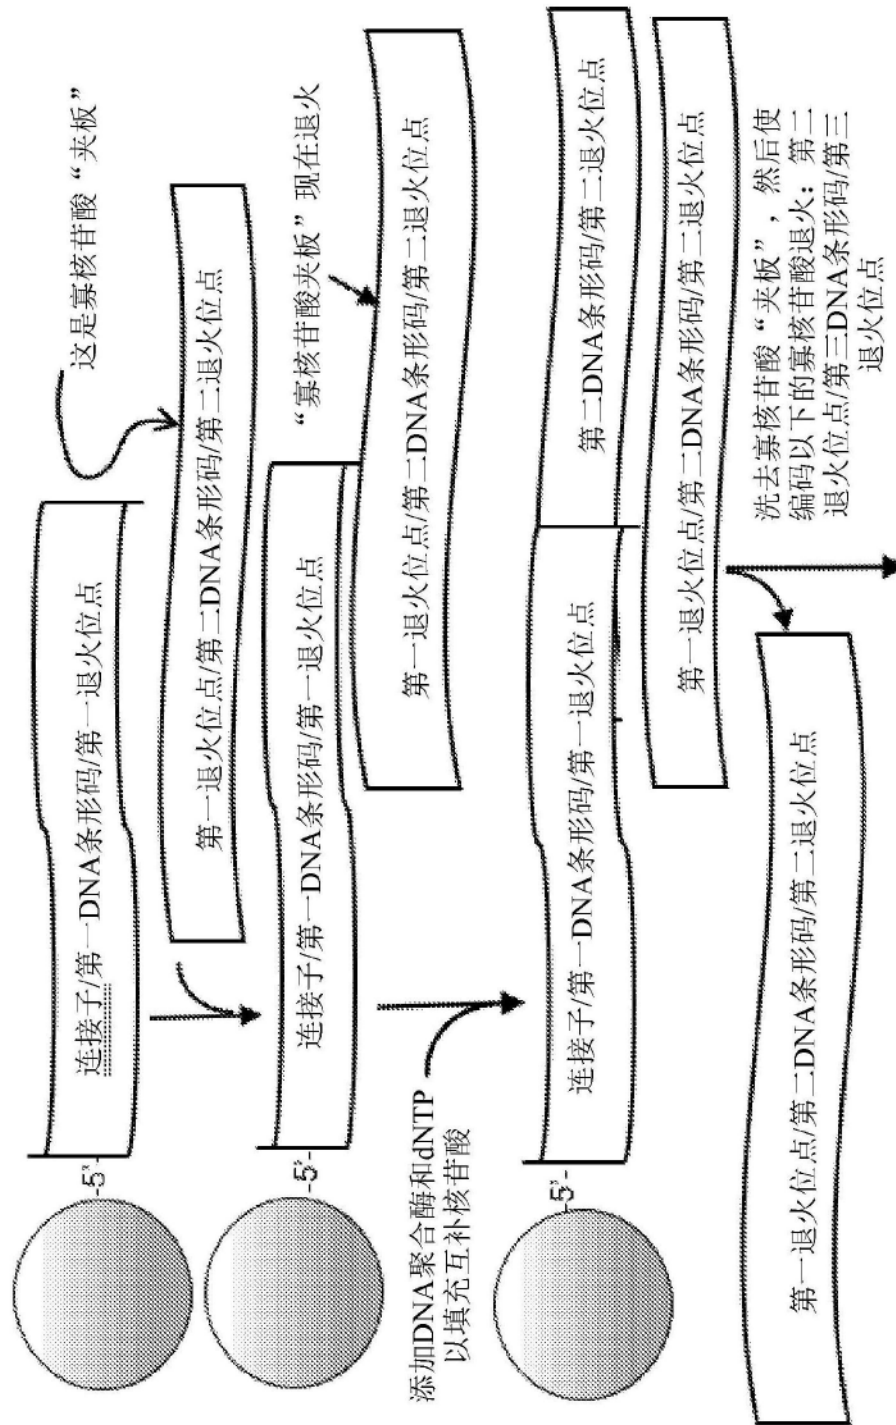 这是寡核苷酸“夹板”
-5'-
连接子/第一DNA条形码/第一退火位点
第一退火位点/第二DNA条形码/第二退火位点
“寡核苷酸夹板”现在退火
-5'-
连接子/第一DNA条形码/第一退火位点
第一退火位点/第二DNA条形码/第二退火位点
添加DNA聚合酶和dNTP
以填充互补核苷酸
-5'-
连接子/第一DNA条形码/第一退火位点
第二DNA条形码/第二退火位点
第一退火位点/第二DNA条形码/第二退火位点
洗去寡核苷酸“夹板”，然后使
编码以下的寡核苷酸退火：第二
退火位点/第三DNA条形码/第三
退火位点
第一退火位点/第二DNA条形码/第二退火位点